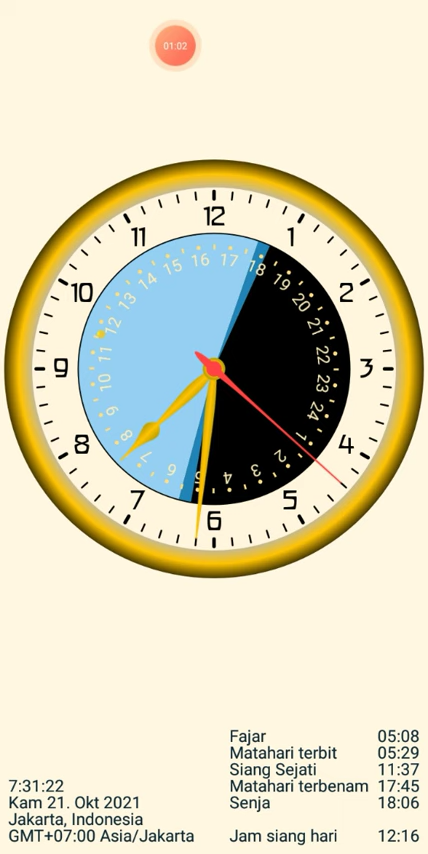 01:02
12
11
1
10
2
9
3
8
4
7
5
6
1 2 3 4 5 6 7 8 9 10 11 12 13 14 15 16 17 18 19 20 21 22 23 24
Fajar 05:08
Matahari terbit 05:29
Siang Sejati 11:37
7:31:22 Matahari terbenam 17:45
Kam 21. Okt 2021 Senja 18:06
Jakarta, Indonesia
GMT+07:00 Asia/Jakarta Jam siang hari 12:16